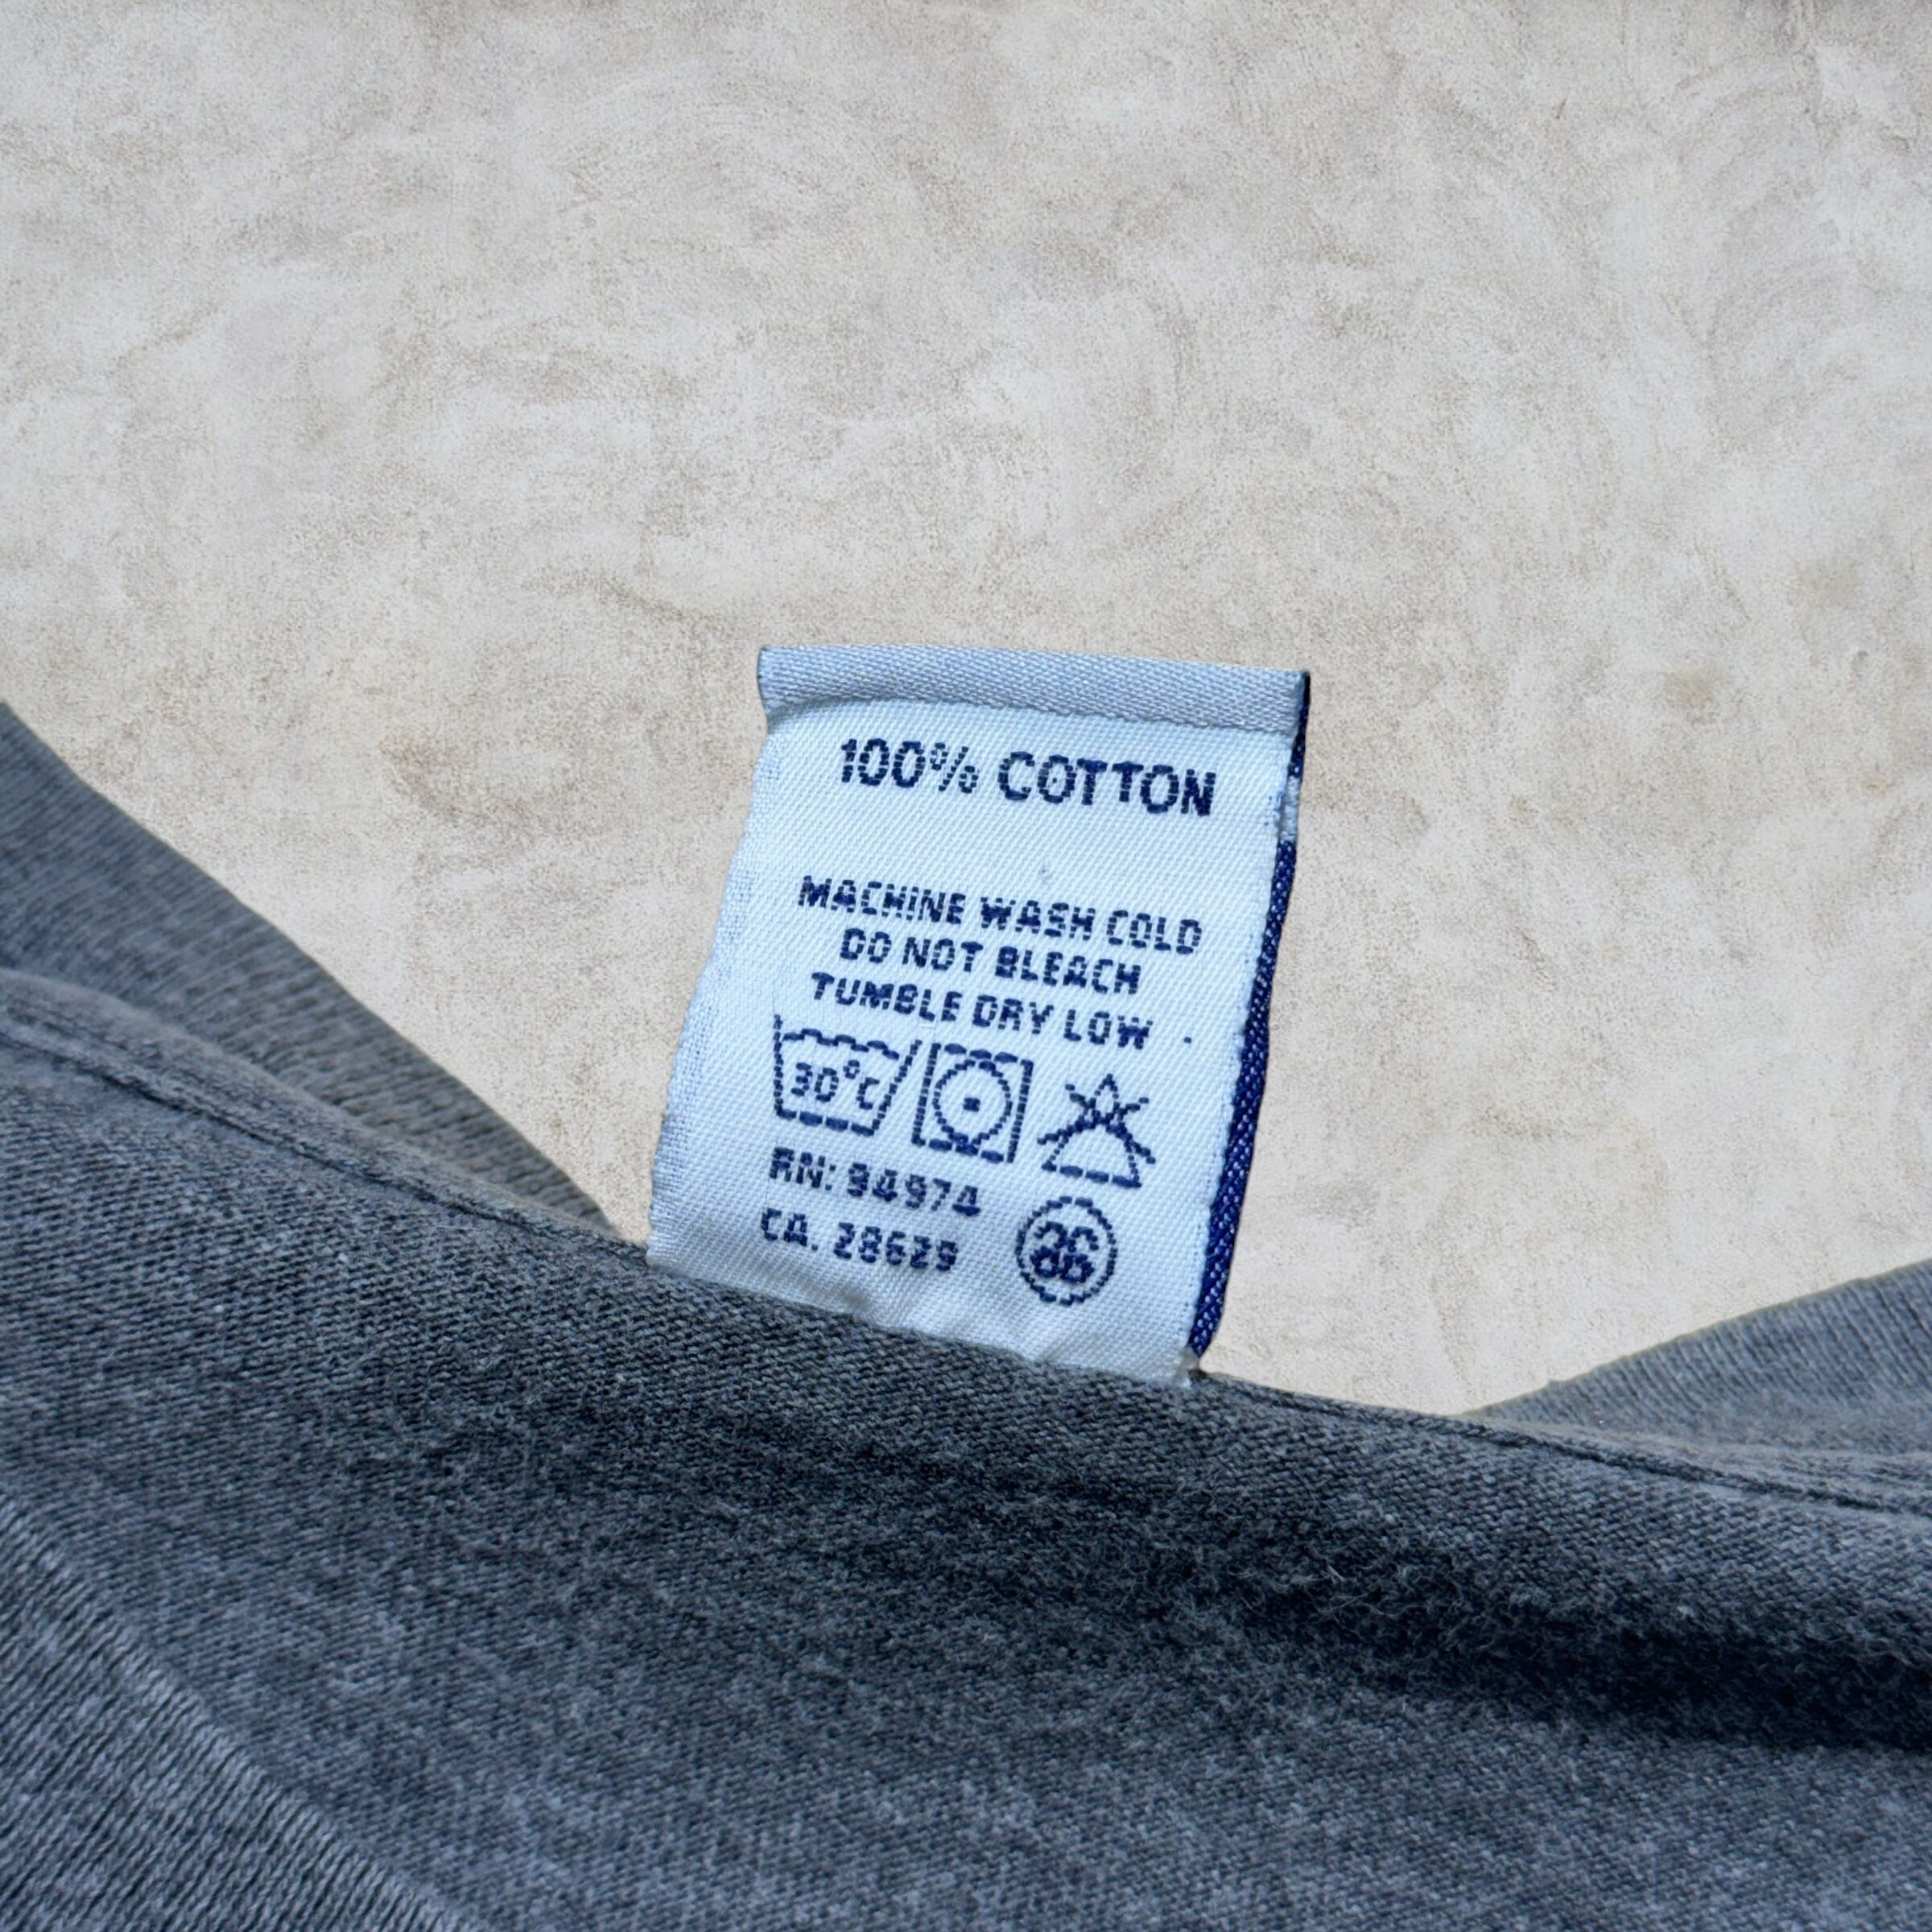 100% COTTON
MACHINE WASH COLD
DO NOT BLEACH
TUMBLE DRY LOW
30°C
RN: 94974
CA. 28629